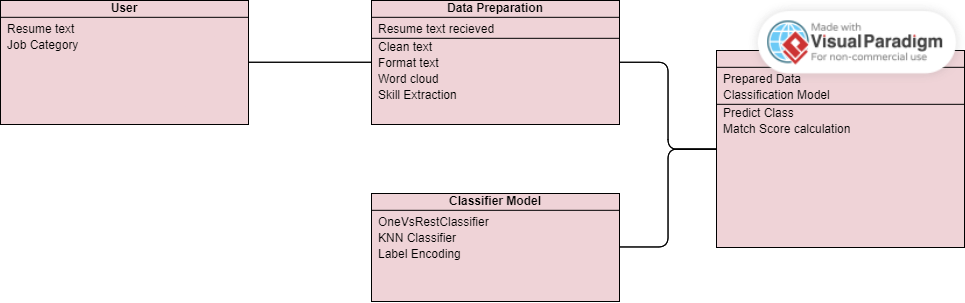 User
Resume text
Job Category
Data Preparation
Resume text recieved
Clean text
Format text
Word cloud
Skill Extraction
Classifier Model
OneVsRestClassifier
KNN Classifier
Label Encoding
Made with
VisualParadigm
For non-commercial use
Prepared Data
Classification Model
Predict Class
Match Score calculation